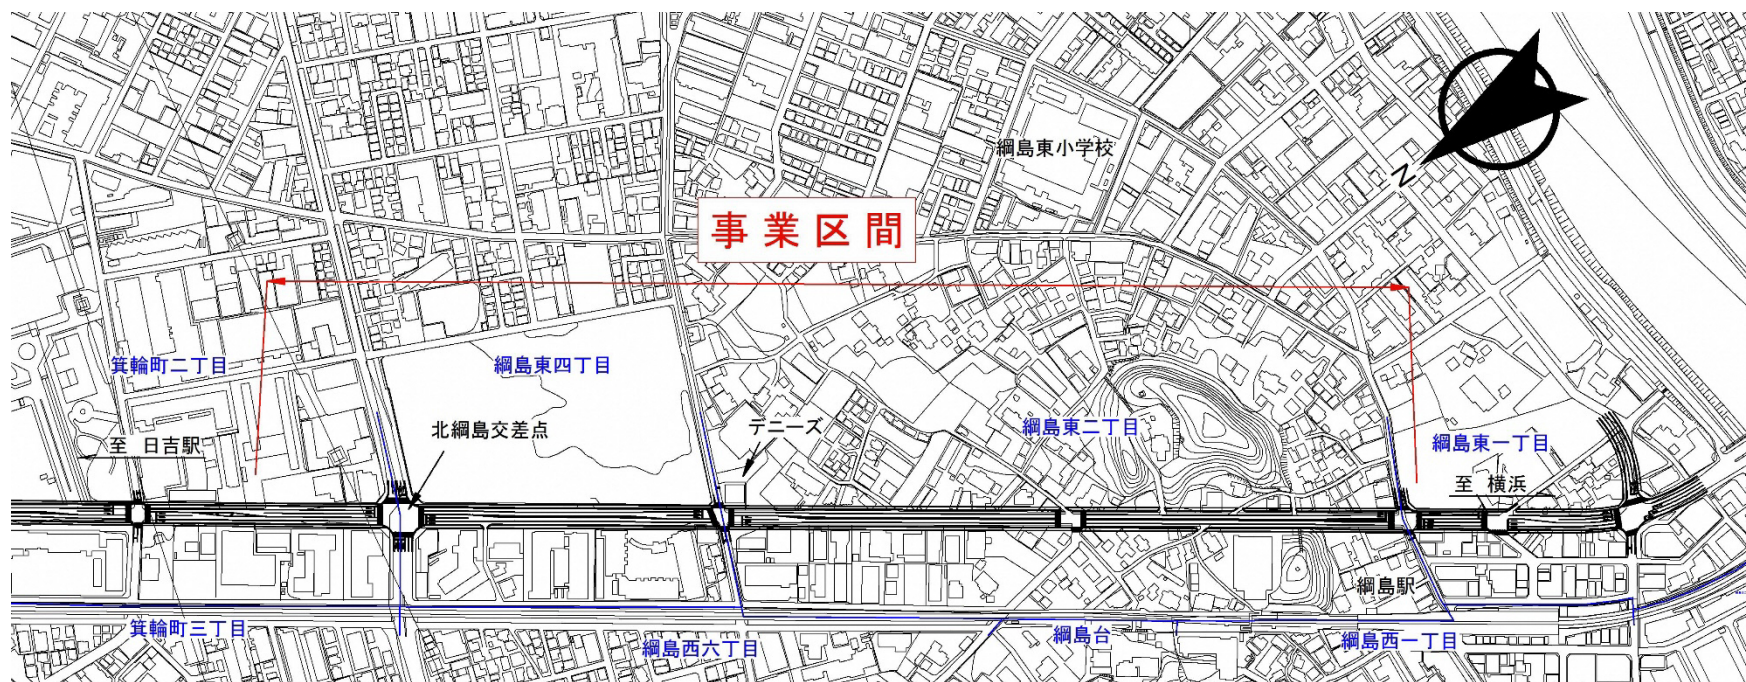 綱島東小学校
N
事業区間
箕輪町二丁目
綱島東四丁目
北綱島交差点
デニーズ
綱島東二丁目
綱島東一丁目
至 日吉駅
至 横浜
綱島駅
箕輪町三丁目
綱島西六丁目
綱島台
綱島西一丁目